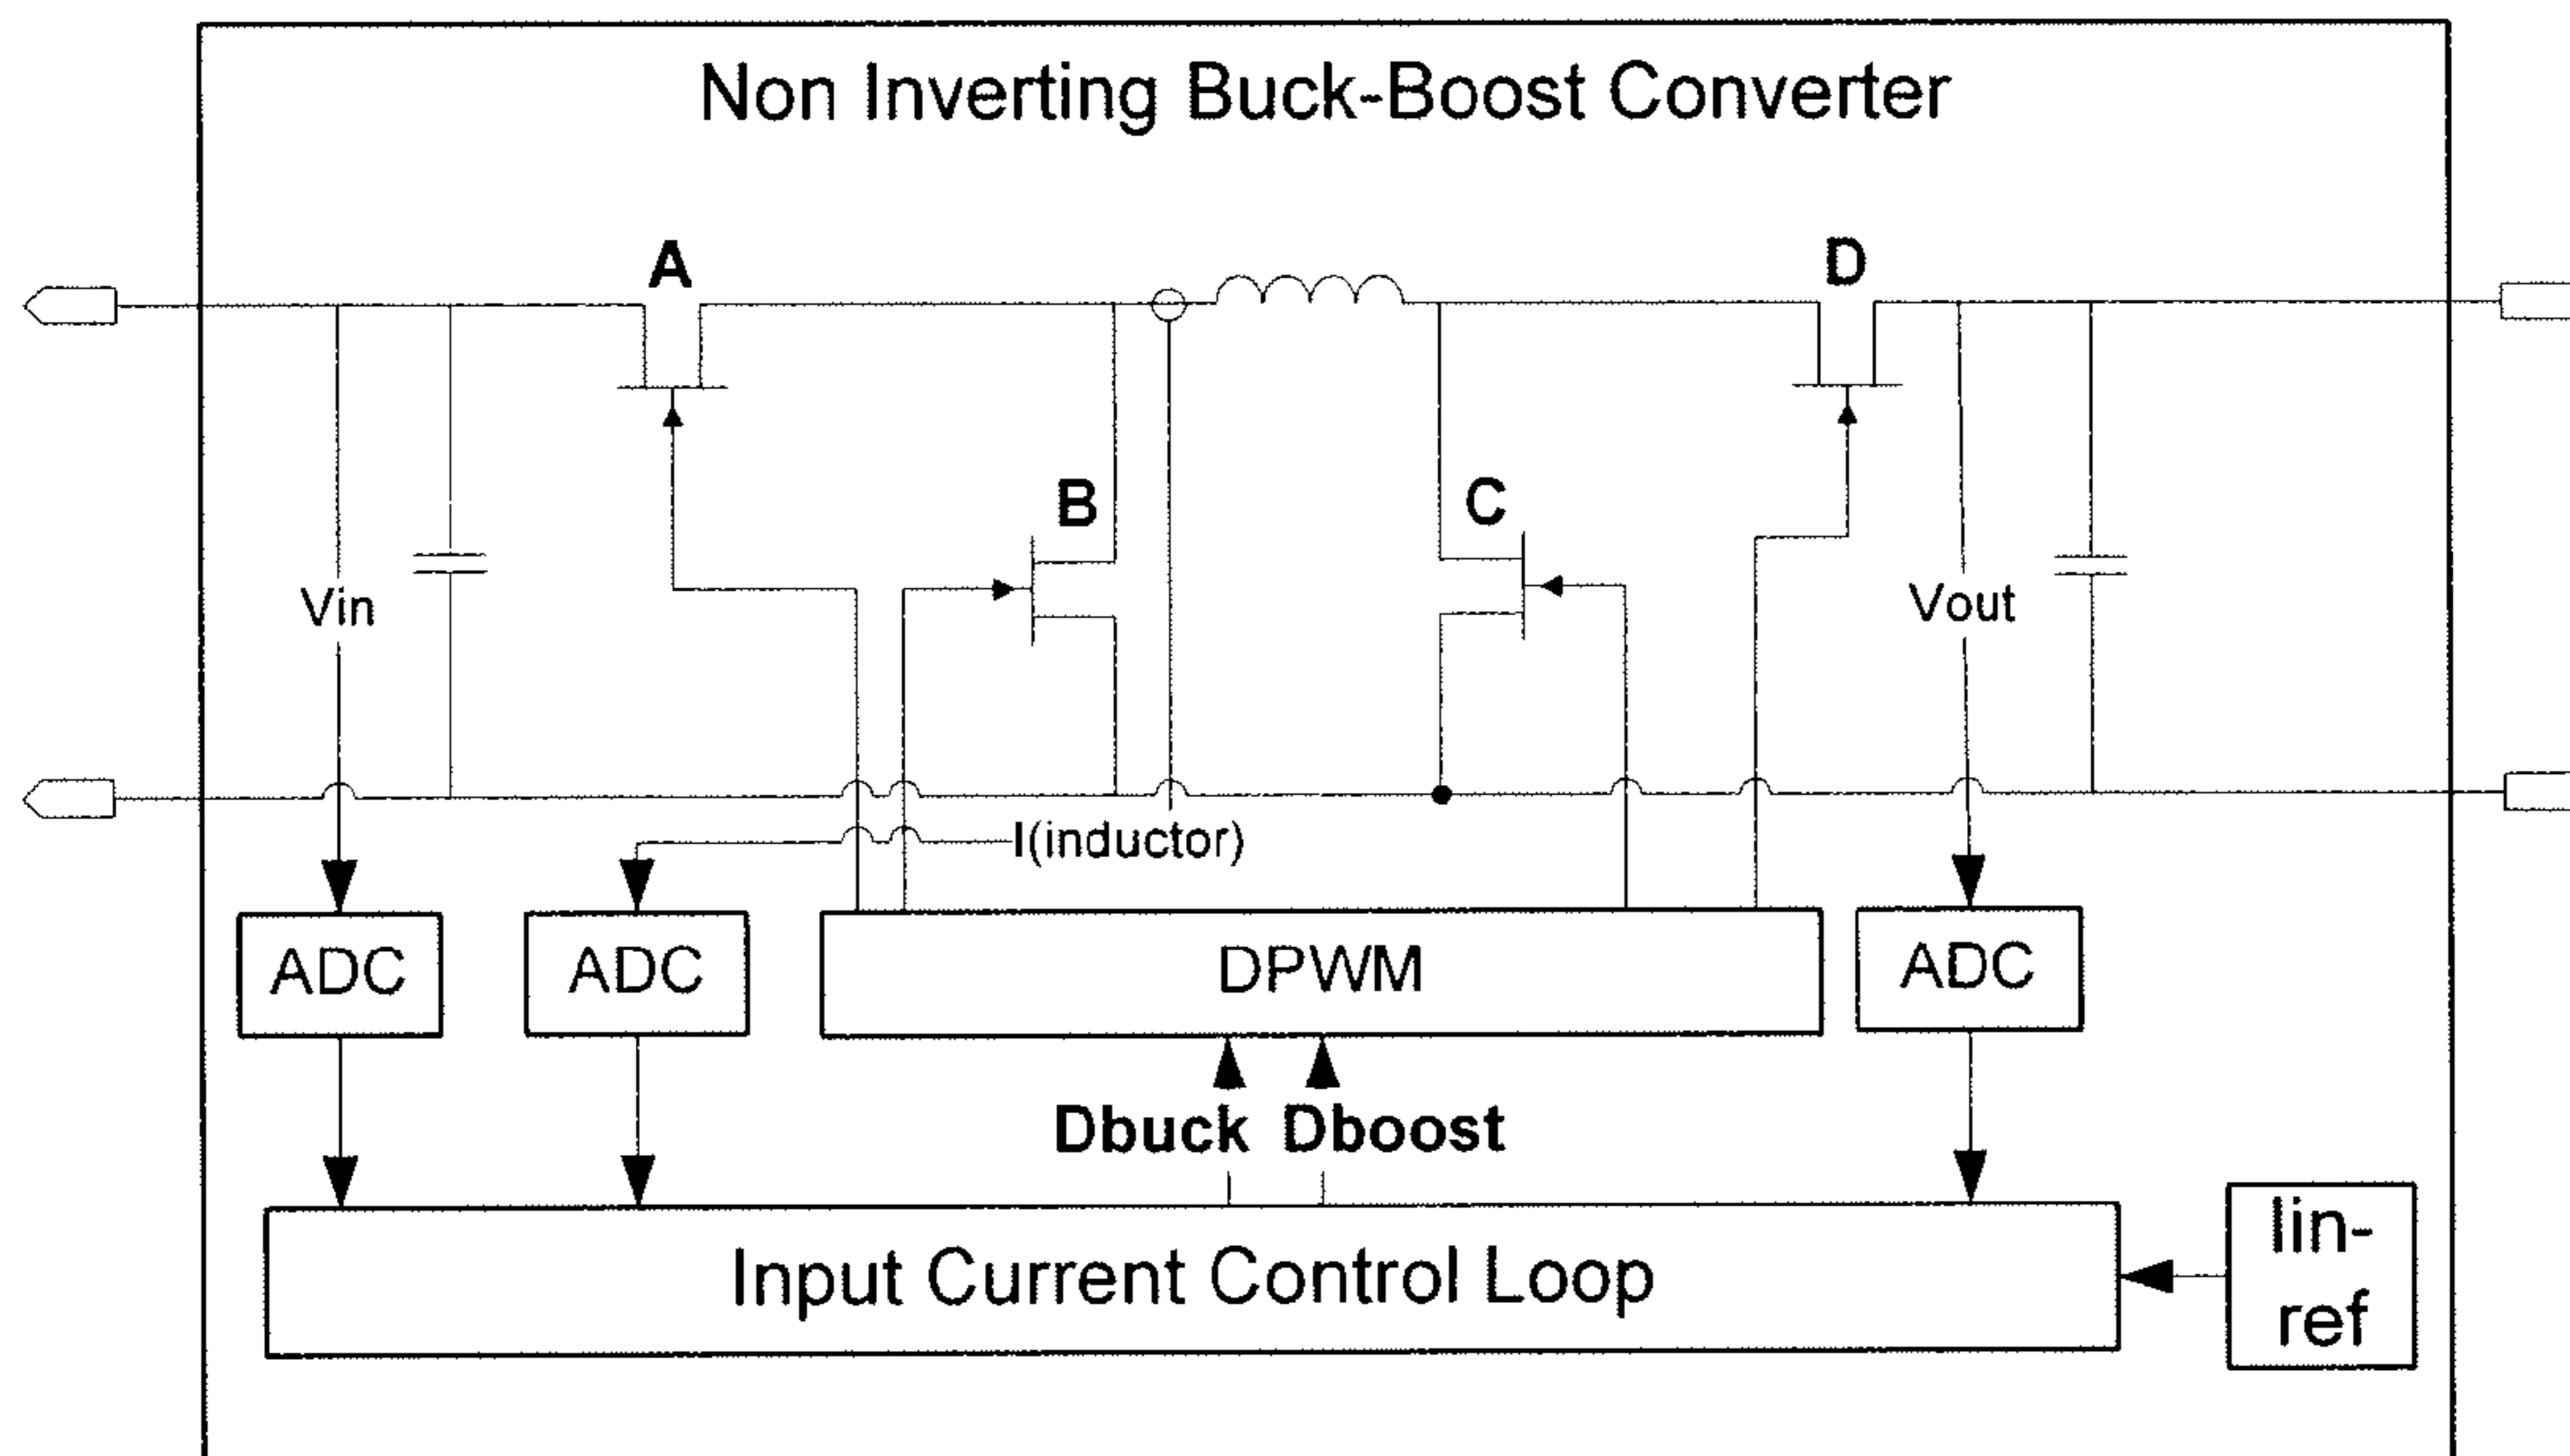 Non Inverting Buck-Boost Converter
A
D
B
C
Vin
Vout
I(inductor)
ADC
ADC
DPWM
ADC
Dbuck Dboost
Input Current Control Loop
Iin-
ref